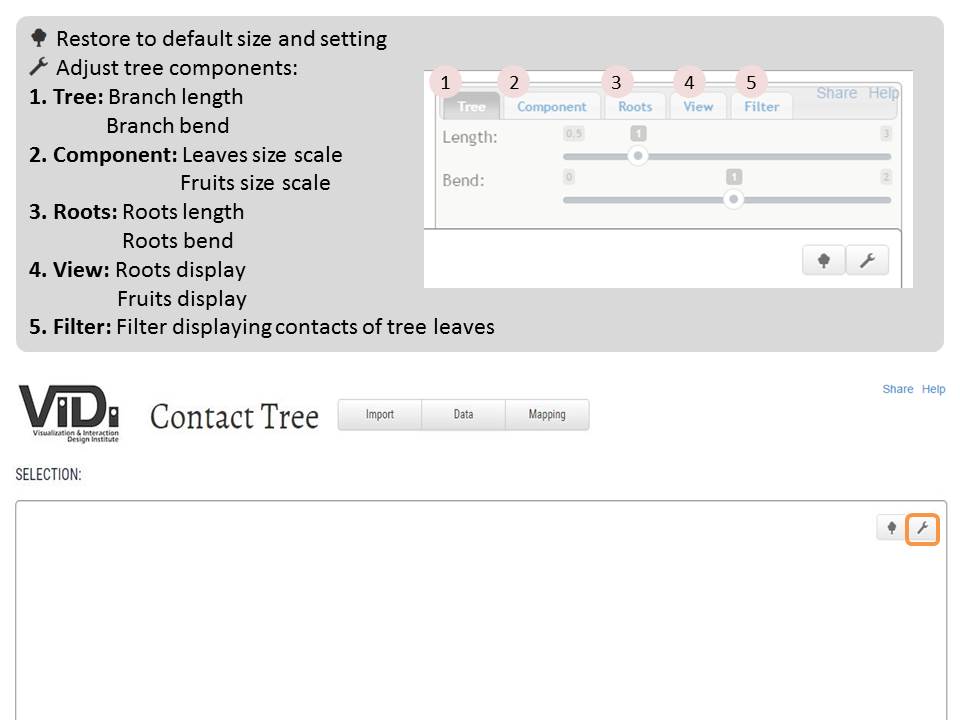 Restore to default size and setting
Adjust tree components:
1. Tree: Branch length
Branch bend
2. Component: Leaves size scale
Fruits size scale
3. Roots: Roots length
Roots bend
4. View: Roots display
Fruits display
5. Filter: Filter displaying contacts of tree leaves
1 2 3 4 5
Share Help
Tree Component Roots View Filter
Length: 0.5 1 3
Bend: 0 1 2
Share Help
ViDi
Visualization & Interaction
Design Institute
Contact Tree
Import Data Mapping
SELECTION: